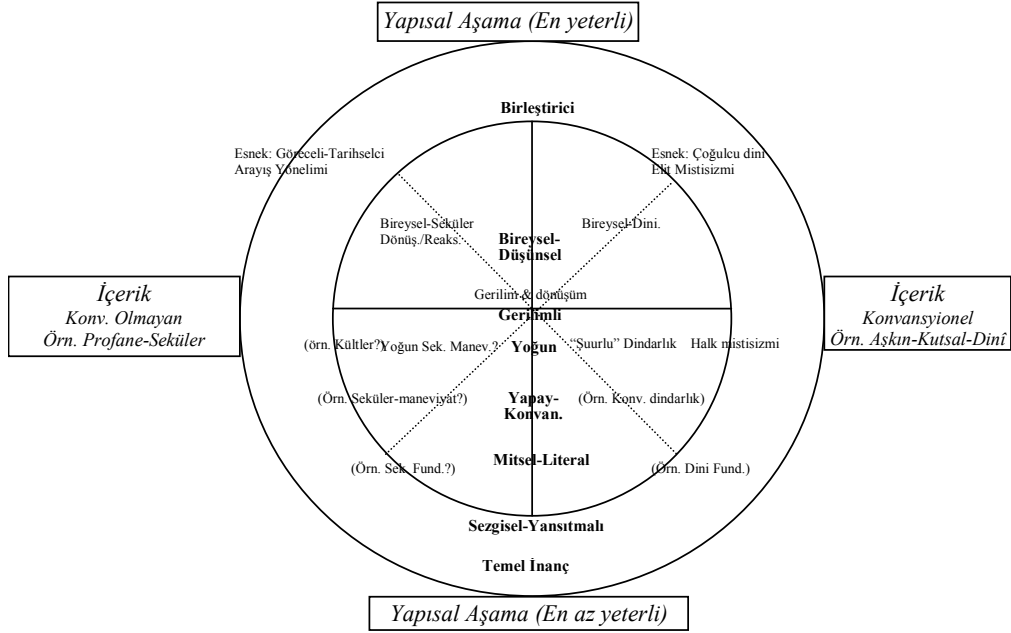 Yapısal Aşama (En yeterli)
Birleştirici
Esnek: Göreceli-Tarihselci
Arayış Yönelimi
Esnek: Çoğulcu dini
Elit Mistisizmi
Bireysel-Seküler
Dönüş./Reaks.
Bireysel-Dini.
Bireysel-
Düşünsel
İçerik
Konv. Olmayan
Örn. Profane-Seküler
Gerilim & dönüşüm
Gerilimli
İçerik
Konvansyionel
Örn. Aşkın-Kutsal-Dinî
(örn. Kültler?)
Yoğun Sek. Manev.?
Yoğun
“Şuurlu” Dindarlık
Halk mistisizmi
(Örn. Seküler-maneviyat?)
Yapay-
Konvan.
(Örn. Konv. dindarlık)
(Örn. Sek. Fund.?)
Mitsel-Literal
(Örn. Dini Fund.)
Sezgisel-Yansıtmalı
Temel İnanç
Yapısal Aşama (En az yeterli)